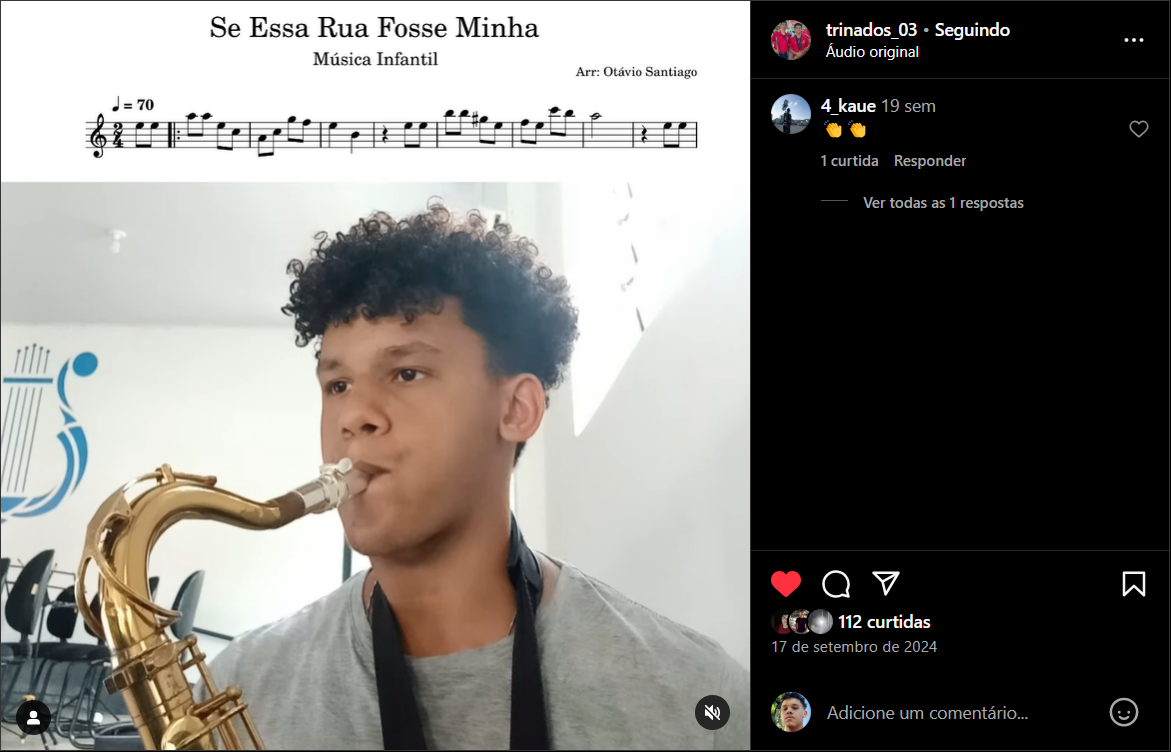 Se Essa Rua Fosse Minha
Música Infantil
Arr: Otávio Santiago
= 70
2
4
trinados_03 • Seguindo
Áudio original
4_kaue 19 sem
👏 👏
1 curtida Responder
Ver todas as 1 respostas
112 curtidas
17 de setembro de 2024
Adicione um comentário...